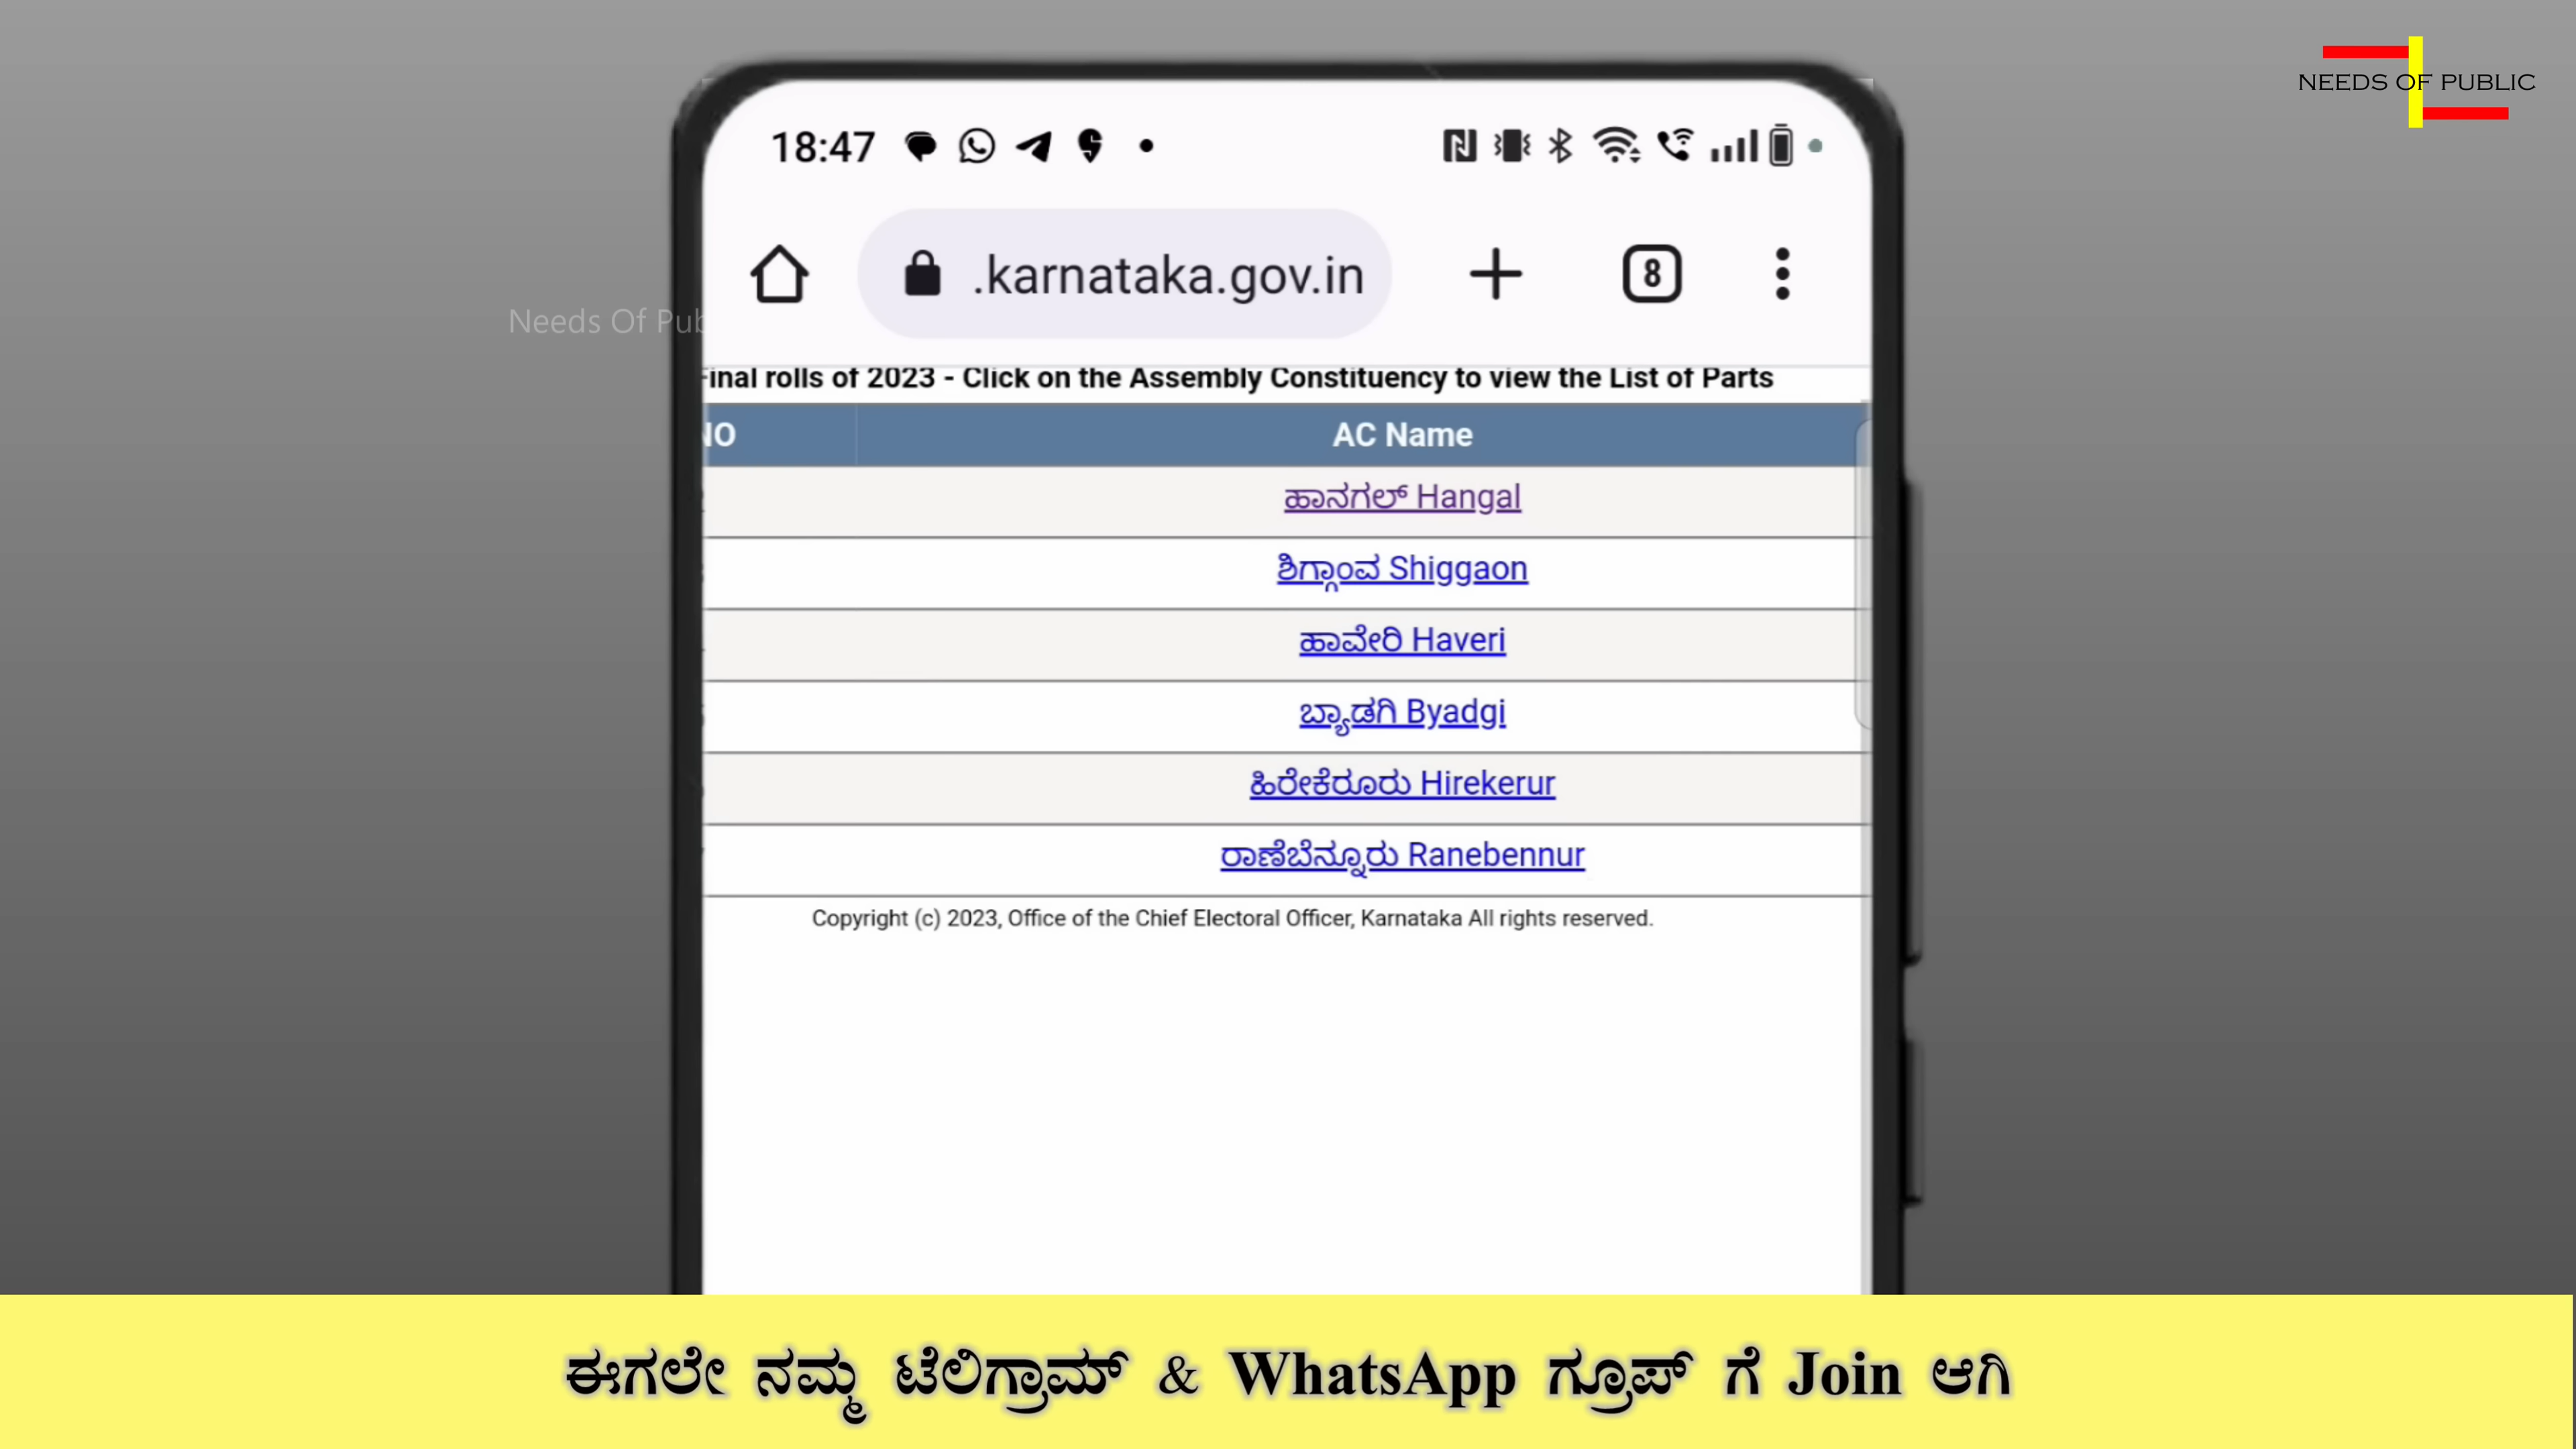 NEEDS OF PUBLIC
18:47
.karnataka.gov.in
8
Needs Of Pub
inal rolls of 2023 - Click on the Assembly Constituency to view the List of Parts
NO AC Name
ಹಾನಗಲ್ Hangal
ಶಿಗ್ಗಾಂವ Shiggaon
ಹಾವೇರಿ Haveri
ಬ್ಯಾಡಗಿ Byadgi
ಹಿರೇಕೆರೂರು Hirekerur
ರಾಣೆಬೆನ್ನೂರು Ranebennur
Copyright (c) 2023, Office of the Chief Electoral Officer, Karnataka All rights reserved.
ಈಗಲೇ ನಮ್ಮ ಟೆಲಿಗ್ರಾಮ್ & WhatsApp ಗ್ರೂಪ್ ಗೆ Join ಆಗಿ